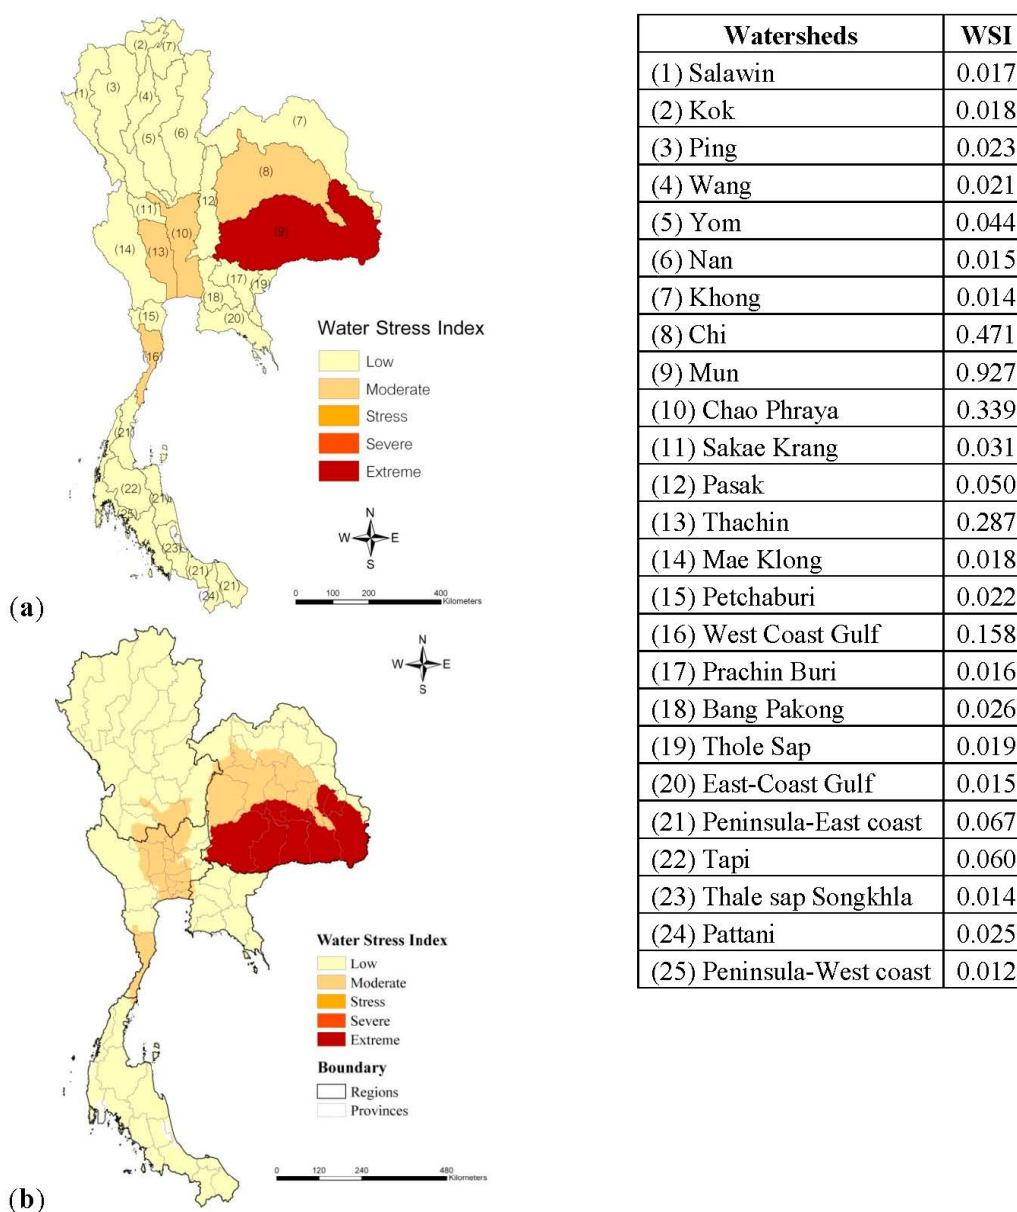 (2)
(7)
(1)
(3)
(4)
(5)
(6)
(7)
(8)
(12)
(11)
(10)
(9)
(14)
(13)
(17)
(19)
(18)
(15)
(20)
(16)
(21)
(22)
(21)
(25)
(23)
(21)
(21)
(24)
Water Stress Index
Low
Moderate
Stress
Severe
Extreme
N
W E
S
0 100 200 400
Kilometers
(a)
N
W E
S
Water Stress Index
Low
Moderate
Stress
Severe
Extreme
Boundary
Regions
Provinces
0 120 240 480
Kilometers
(b)
Watersheds WSI
(1) Salawin 0.017
(2) Kok 0.018
(3) Ping 0.023
(4) Wang 0.021
(5) Yom 0.044
(6) Nan 0.015
(7) Khong 0.014
(8) Chi 0.471
(9) Mun 0.927
(10) Chao Phraya 0.339
(11) Sakae Krang 0.031
(12) Pasak 0.050
(13) Thachin 0.287
(14) Mae Klong 0.018
(15) Petchaburi 0.022
(16) West Coast Gulf 0.158
(17) Prachin Buri 0.016
(18) Bang Pakong 0.026
(19) Thole Sap 0.019
(20) East-Coast Gulf 0.015
(21) Peninsula-East coast 0.067
(22) Tapi 0.060
(23) Thale sap Songkhla 0.014
(24) Pattani 0.025
(25) Peninsula-West coast 0.012